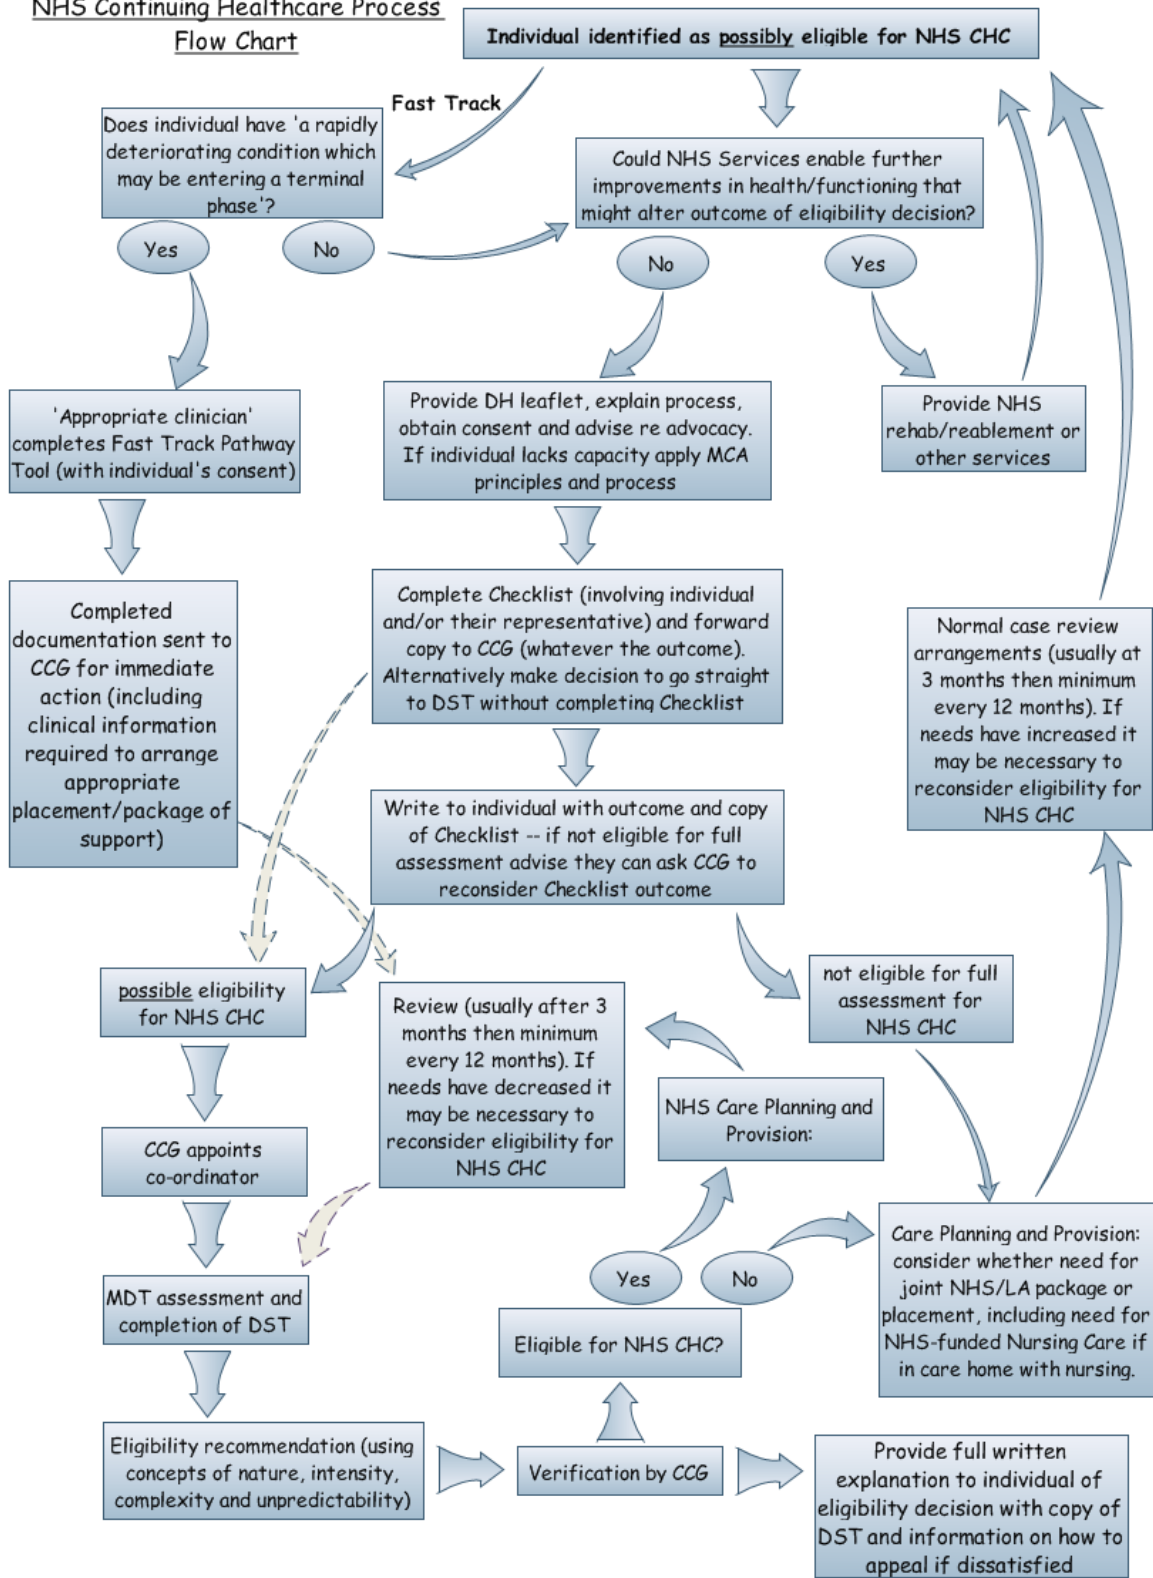 NHS Continuing Healthcare Process
Flow Chart
Individual identified as possibly eligible for NHS CHC
Fast Track
Does individual have 'a rapidly
deteriorating condition which
may be entering a terminal
phase'?
Could NHS Services enable further
improvements in health/functioning that
might alter outcome of eligibility decision?
Yes
No
No
Yes
'Appropriate clinician'
completes Fast Track Pathway
Tool (with individual's consent)
Provide DH leaflet, explain process,
obtain consent and advise re advocacy.
If individual lacks capacity apply MCA
principles and process
Provide NHS
rehab/reablement or
other services
Completed
documentation sent to
CCG for immediate
action (including
clinical information
required to arrange
appropriate
placement/package of
support)
Complete Checklist (involving individual
and/or their representative) and forward
copy to CCG (whatever the outcome).
Alternatively make decision to go straight
to DST without completing Checklist
Normal case review
arrangements (usually at
3 months then minimum
every 12 months). If
needs have increased it
may be necessary to
reconsider eligibility for
NHS CHC
Write to individual with outcome and copy
of Checklist -- if not eligible for full
assessment advise they can ask CCG to
reconsider Checklist outcome
possible eligibility
for NHS CHC
Review (usually after 3
months then minimum
every 12 months). If
needs have decreased it
may be necessary to
reconsider eligibility for
NHS CHC
not eligible for full
assessment for
NHS CHC
NHS Care Planning and
Provision:
CCG appoints
co-ordinator
Care Planning and Provision:
consider whether need for
joint NHS/LA package or
placement, including need for
NHS-funded Nursing Care if
in care home with nursing.
Yes
No
MDT assessment and
completion of DST
Eligible for NHS CHC?
Eligibility recommendation (using
concepts of nature, intensity,
complexity and unpredictability)
Verification by CCG
Provide full written
explanation to individual of
eligibility decision with copy of
DST and information on how to
appeal if dissatisfied